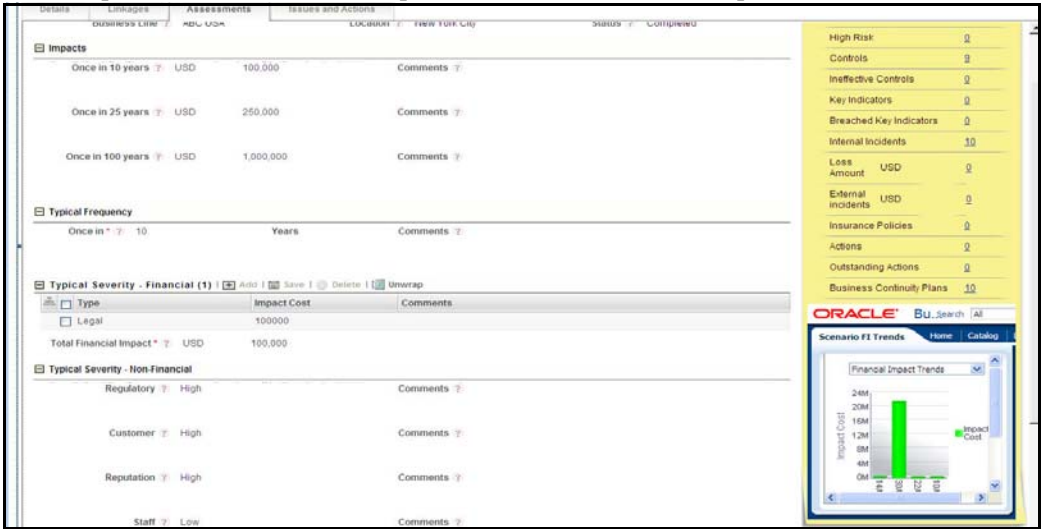 Details Linkages Assessments Issues and Actions
Business Line ? ABC USA Location ? New York City Status ? Completed
Impacts
Once in 10 years ? USD 100,000 Comments ?
Once in 25 years ? USD 250,000 Comments ?
Once in 100 years ? USD 1,000,000 Comments ?
Typical Frequency
Once in * ? 10 Years Comments ?
Typical Severity - Financial (1) | Add | Save | Delete | Unwrap
Type Impact Cost Comments
Legal 100000
Total Financial Impact * ? USD 100,000
Typical Severity - Non-Financial
Regulatory ? High Comments ?
Customer ? High Comments ?
Reputation ? High Comments ?
Staff ? Low Comments ?
High Risk 0
Controls 9
Ineffective Controls 0
Key Indicators 0
Breached Key Indicators 0
Internal Incidents 10
Loss Amount USD 0
External incidents USD 0
Insurance Policies 0
Actions 0
Outstanding Actions 0
Business Continuity Plans 10
ORACLE Bu.. Search All
Scenario FI Trends Home Catalog
Financial Impact Trends
24M
20M
16M
12M
8M
4M
0M
Impact Cost
Impact Cost